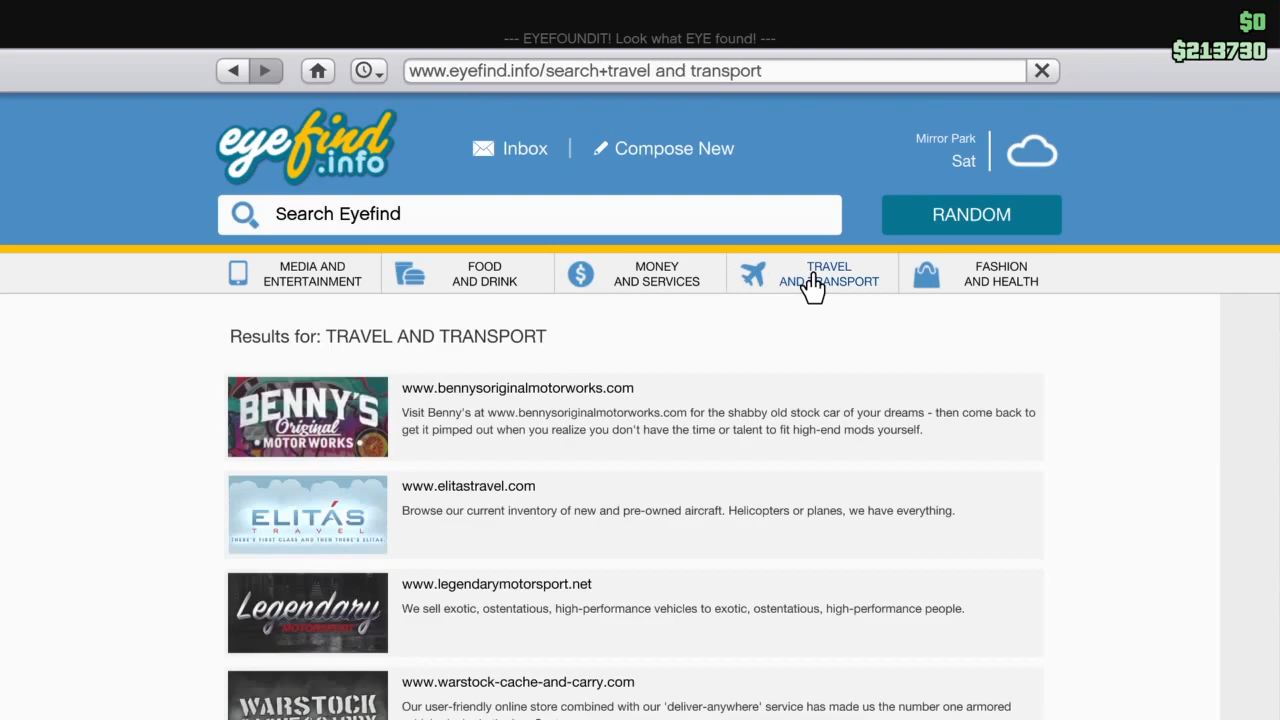 $0
--- EYEFOUNDIT! Look what EYE found! ---
$213730
www.eyefind.info/search+travel and transport
eyefind
.info
Inbox
Compose New
Mirror Park
Sat
Search Eyefind
RANDOM
MEDIA AND
ENTERTAINMENT
FOOD
AND DRINK
MONEY
AND SERVICES
TRAVEL
AND TRANSPORT
FASHION
AND HEALTH
Results for: TRAVEL AND TRANSPORT
BENNY'S
Original
MOTOR WORKS
www.bennysoriginalmotorworks.com
Visit Benny's at www.bennysoriginalmotorworks.com for the shabby old stock car of your dreams - then come back to
get it pimped out when you realize you don't have the time or talent to fit high-end mods yourself.
ELITÁS
TRAVEL
THERE'S FIRST CLASS AND THEN THERE'S ELITAS
www.elitastravel.com
Browse our current inventory of new and pre-owned aircraft. Helicopters or planes, we have everything.
Legendary
MOTORSPORT
www.legendarymotorsport.net
We sell exotic, ostentatious, high-performance vehicles to exotic, ostentatious, high-performance people.
WARSTOCK
www.warstock-cache-and-carry.com
Our user-friendly online store combined with our 'deliver-anywhere' service has made us the number one armored